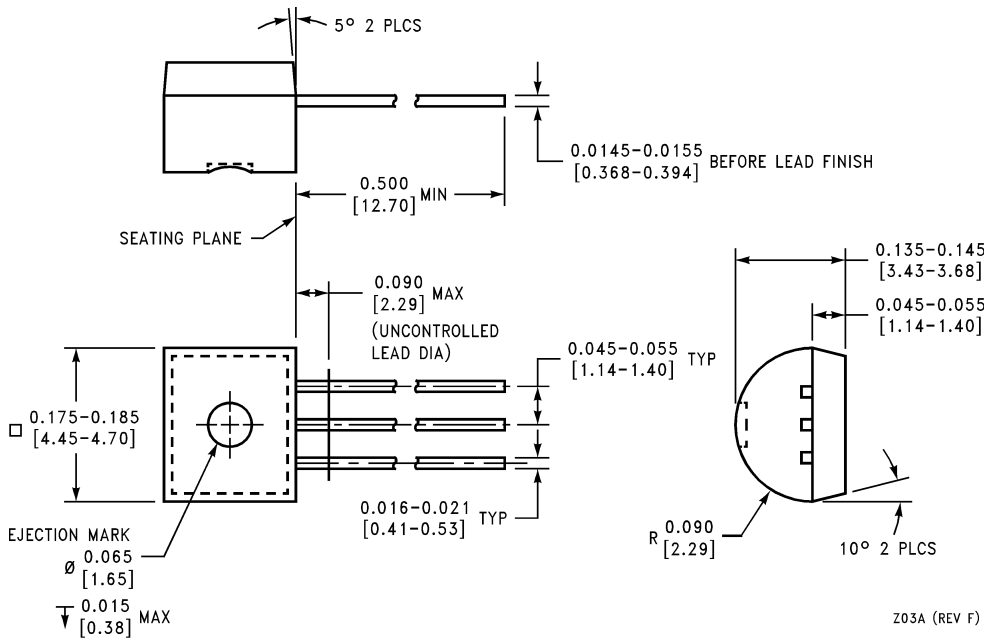 5° 2 PLCS
0.0145-0.0155
[0.368-0.394]
BEFORE LEAD FINISH
0.500
[12.70]
MIN
SEATING PLANE
0.090
[2.29]
MAX
(UNCONTROLLED
LEAD DIA)
0.135-0.145
[3.43-3.68]
0.045-0.055
[1.14-1.40]
0.045-0.055
[1.14-1.40]
TYP
□ 0.175-0.185
[4.45-4.70]
0.016-0.021
[0.41-0.53]
TYP
EJECTION MARK
Ø 0.065
[1.65]
↧ 0.015
[0.38]
MAX
R 0.090
[2.29]
10° 2 PLCS
Z03A (REV F)